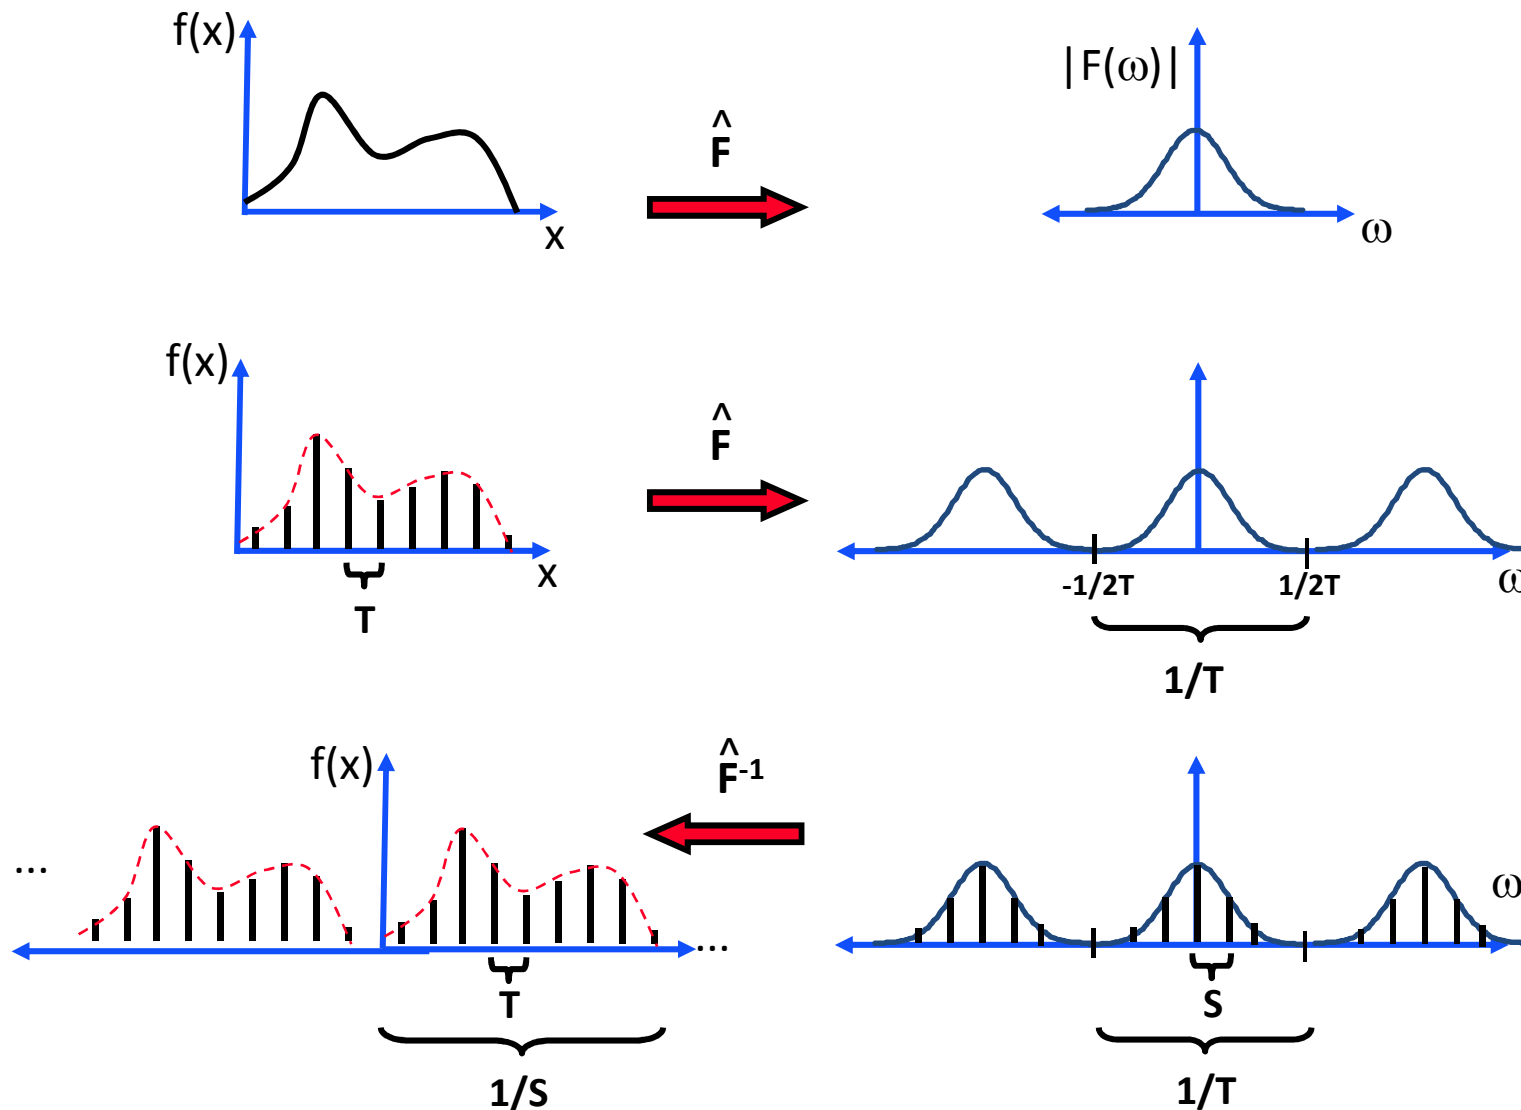 f(x)
|F(ω)|
F̂
x
ω
f(x)
F̂
x
T
-1/2T
1/2T
ω
1/T
f(x)
F̂-1
...
...
ω
T
S
1/S
1/T